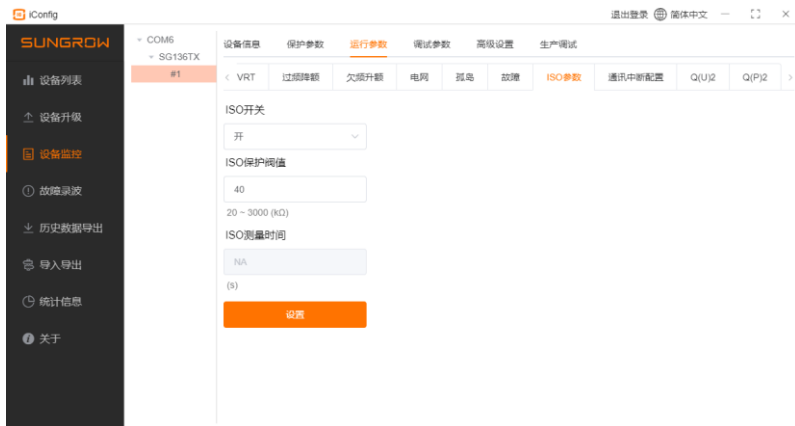 iConfig
退出登录 简体中文
SUNGROW
设备列表
设备升级
设备监控
故障录波
历史数据导出
导入导出
统计信息
关于
COM6
SG136TX
#1
设备信息 保护参数 运行参数 调试参数 高级设置 生产调试
VRT 过频降额 欠频升额 电网 孤岛 故障 ISO参数 通讯中断配置 Q(U)2 Q(P)2
ISO开关
开
ISO保护阀值
40
20 ~ 3000 (kΩ)
ISO测量时间
NA
(s)
设置